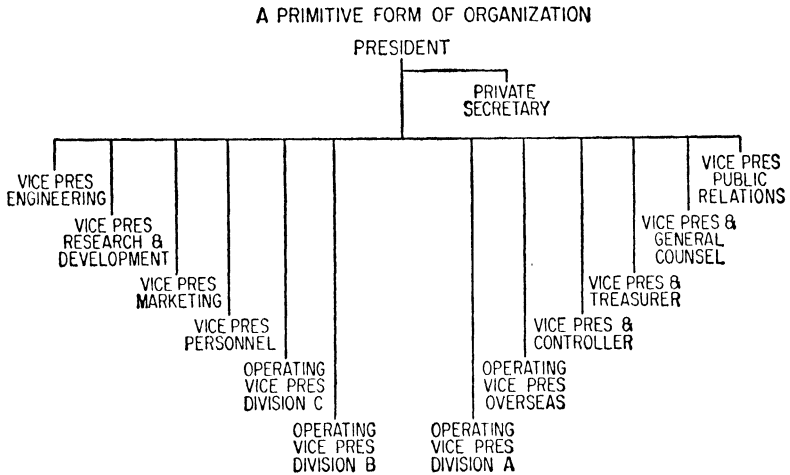 A PRIMITIVE FORM OF ORGANIZATION
PRESIDENT
PRIVATE
SECRETARY
VICE PRES
ENGINEERING
VICE PRES
RESEARCH &
DEVELOPMENT
VICE PRES
MARKETING
VICE PRES
PERSONNEL
OPERATING
VICE PRES
DIVISION C
OPERATING
VICE PRES
DIVISION B
OPERATING
VICE PRES
DIVISION A
OPERATING
VICE PRES
OVERSEAS
VICE PRES &
CONTROLLER
VICE PRES &
TREASURER
VICE PRES &
GENERAL
COUNSEL
VICE PRES
PUBLIC
RELATIONS